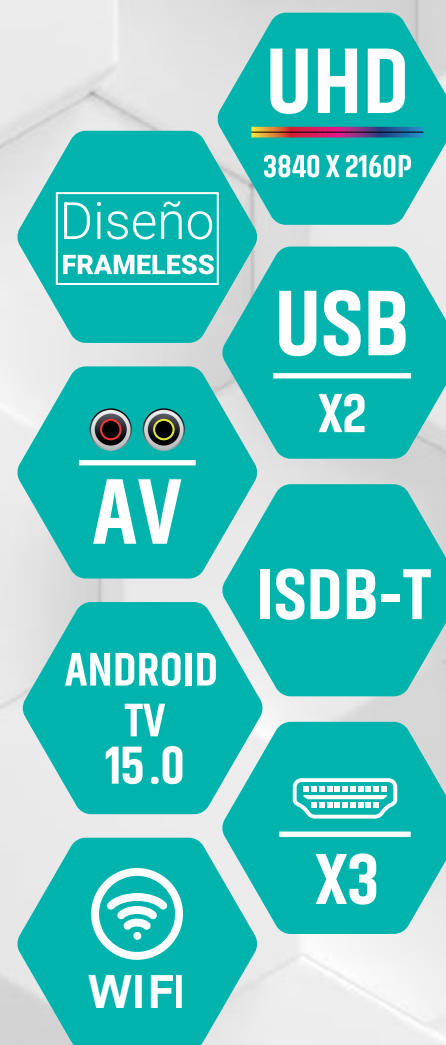 UHD
3840 X 2160P
Diseño
FRAMELESS
USB
X2
AV
ISDB-T
ANDROID
TV
15.0
X3
WIFI